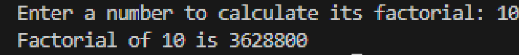 Enter a number to calculate its factorial: 10
Factorial of 10 is 3628800